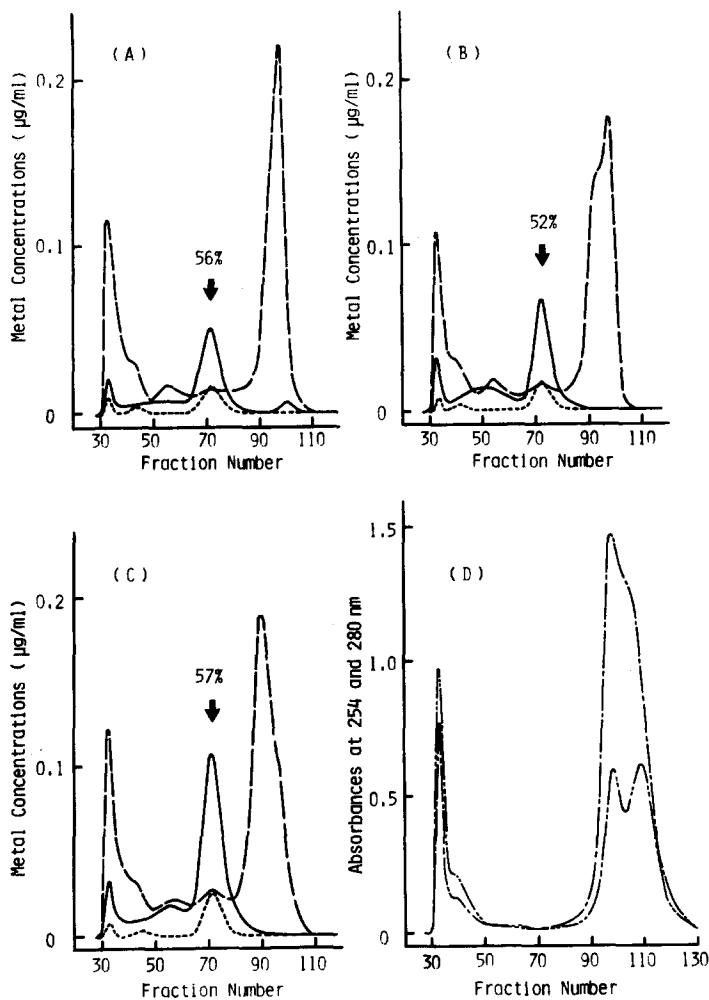 (A)
Metal Concentrations ( µg/ml)
0.2
0.1
0
56%
30 50 70 90 110
Fraction Number
(B)
Metal Concentrations ( µg/ml)
0.2
0.1
0
52%
30 50 70 90 110
Fraction Number
(C)
Metal Concentrations ( µg/ml)
0.2
0.1
0
57%
30 50 70 90 110
Fraction Number
(D)
Absorbances at 254 and 280 nm
1.5
1.0
0.5
0
30 50 70 90 110 130
Fraction Number